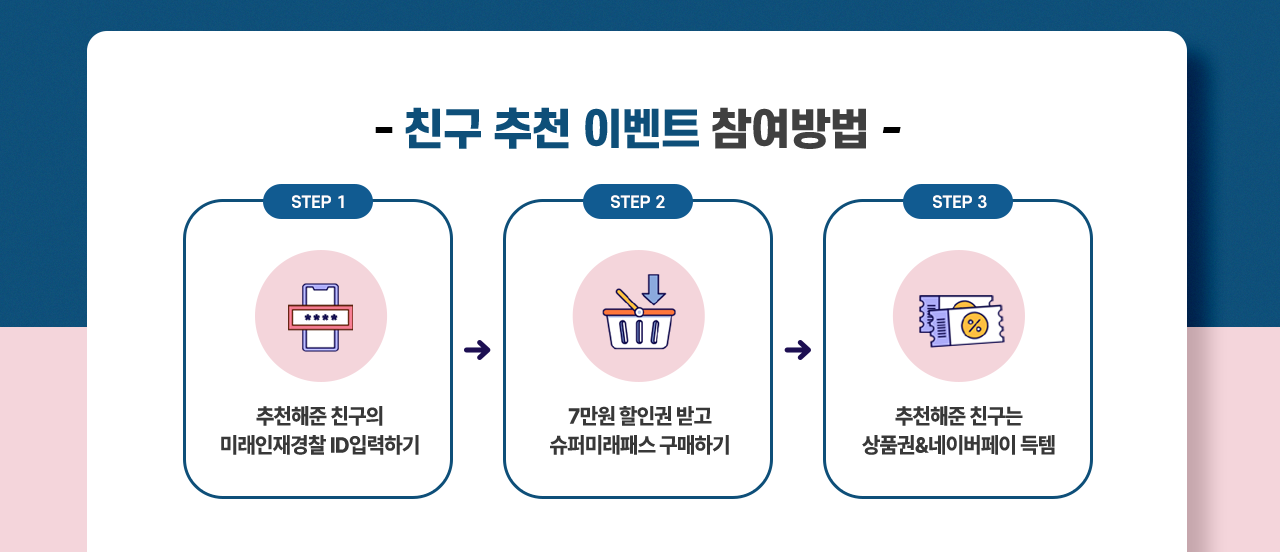 - 친구 추천 이벤트 참여방법 -
STEP 1
****
추천해준 친구의
미래인재경찰 ID입력하기
STEP 2
7만원 할인권 받고
슈퍼미래패스 구매하기
STEP 3
%
추천해준 친구는
상품권&네이버페이 득템